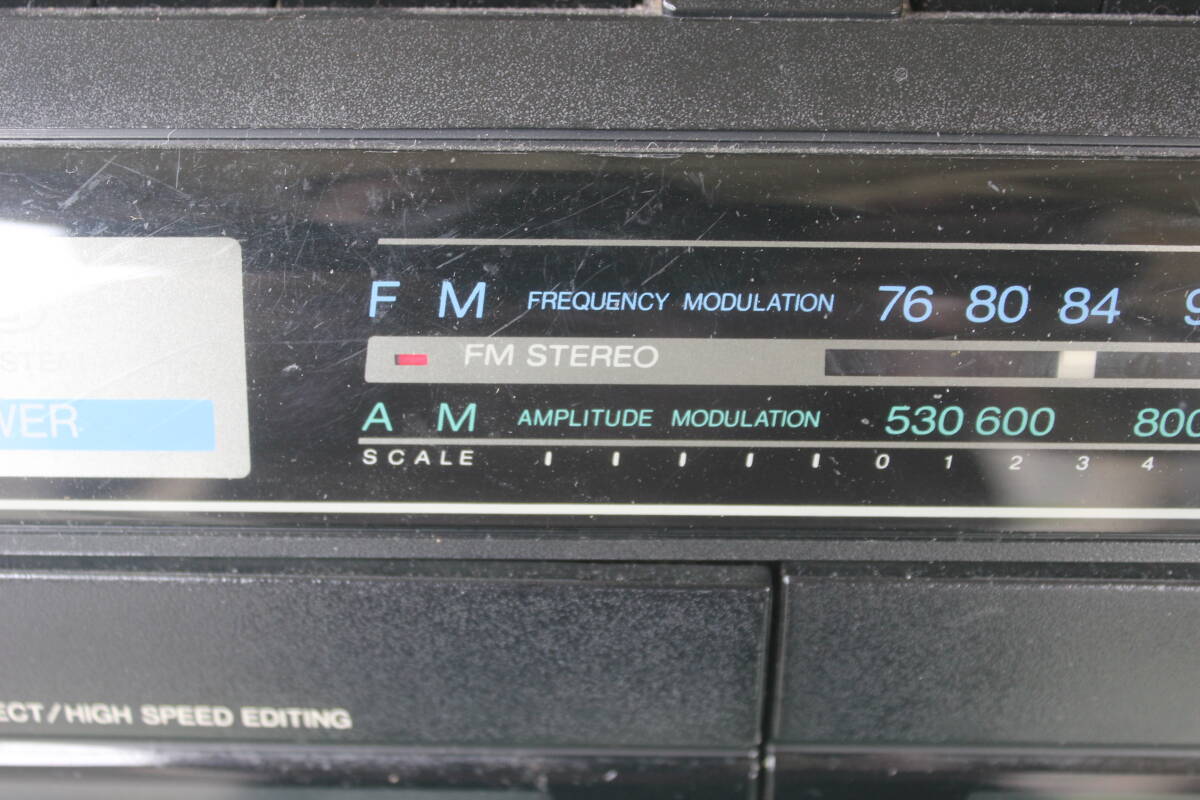 FM FREQUENCY MODULATION 76 80 84 9
FM STEREO
WER
AM AMPLITUDE MODULATION 530 600 800
SCALE 0 1 2 3 4
ECT/HIGH SPEED EDITING